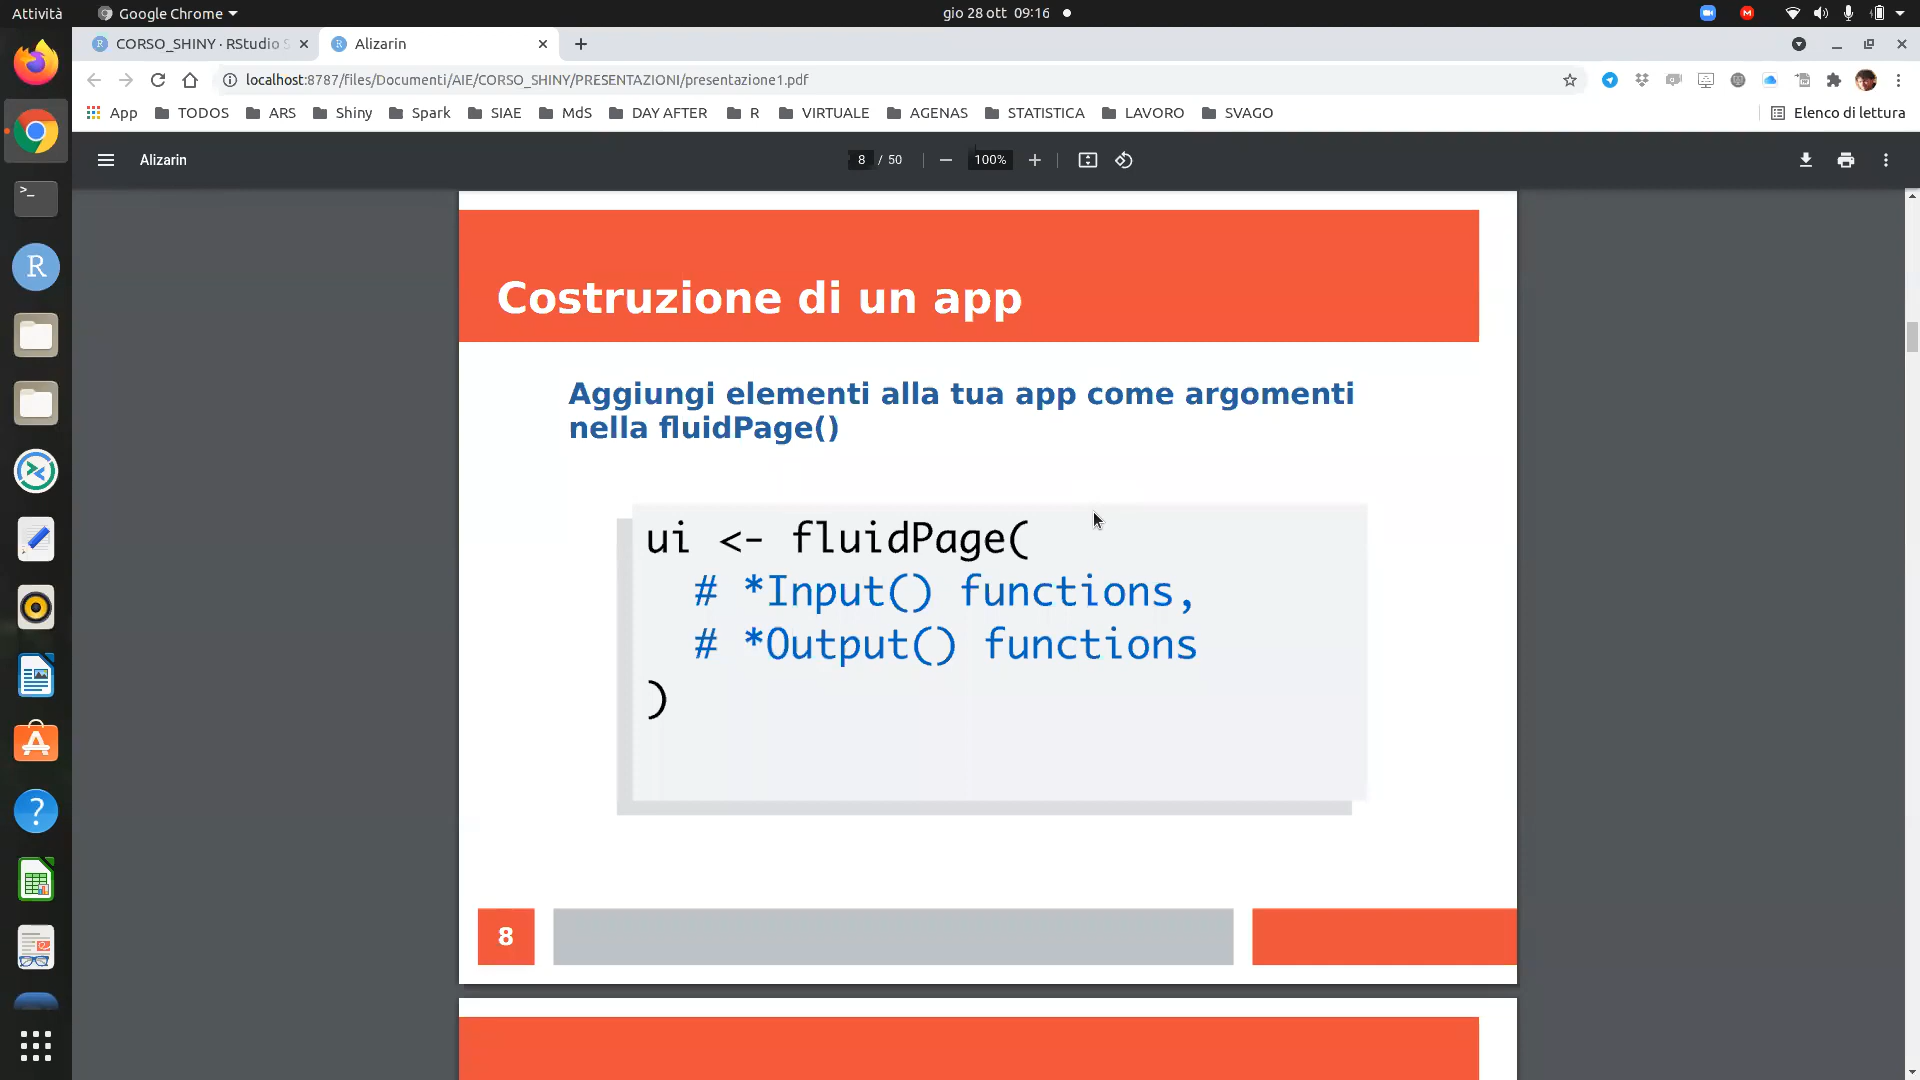 Attività
Google Chrome
gio 28 ott 09:16
CORSO_SHINY · RStudio S
Alizarin
localhost:8787/files/Documenti/AIE/CORSO_SHINY/PRESENTAZIONI/presentazione1.pdf
App TODOS ARS Shiny Spark SIAE MdS DAY AFTER R VIRTUALE AGENAS STATISTICA LAVORO SVAGO Elenco di lettura
Alizarin
8 / 50
100%
Costruzione di un app
Aggiungi elementi alla tua app come argomenti
nella fluidPage()
ui <- fluidPage(
# *Input() functions,
# *Output() functions
)
8